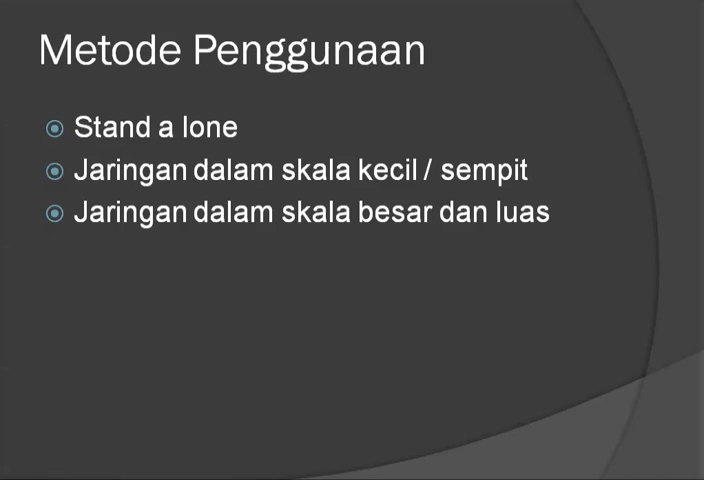 Metode Penggunaan
Stand a lone
Jaringan dalam skala kecil / sempit
Jaringan dalam skala besar dan luas